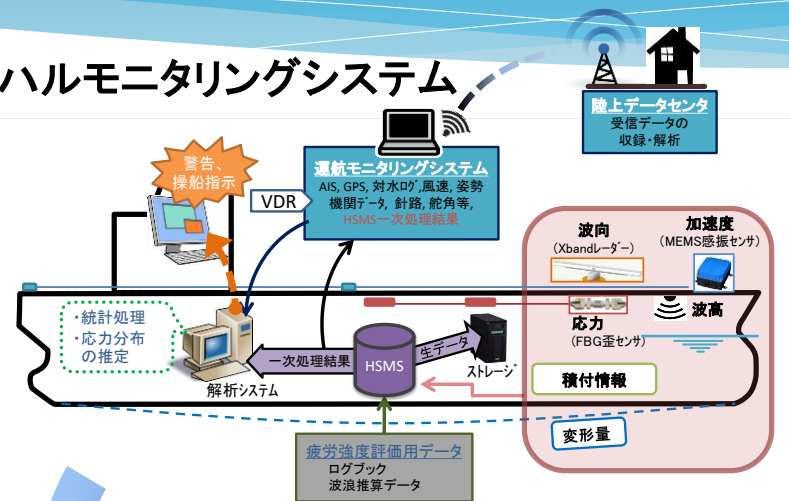 ハルモニタリングシステム
陸上データセンタ
受信データの
収録・解析
警告、
操船指示
VDR
運航モニタリングシステム
AIS, GPS, 対水ﾛｸﾞ,風速, 姿勢
機関ﾃﾞｰﾀ, 針路, 舵角等,
HSMS一次処理結果
波向
（Xbandﾚｰﾀﾞｰ）
加速度
（MEMS感振センサ）
・統計処理
・応力分布
の推定
解析ｼｽﾃﾑ
一次処理結果
HSMS
生データ
ｽﾄﾚｰｼﾞ
応力
（FBG歪センサ）
波高
積付情報
変形量
疲労強度評価用データ
ログブック
波浪推算データ